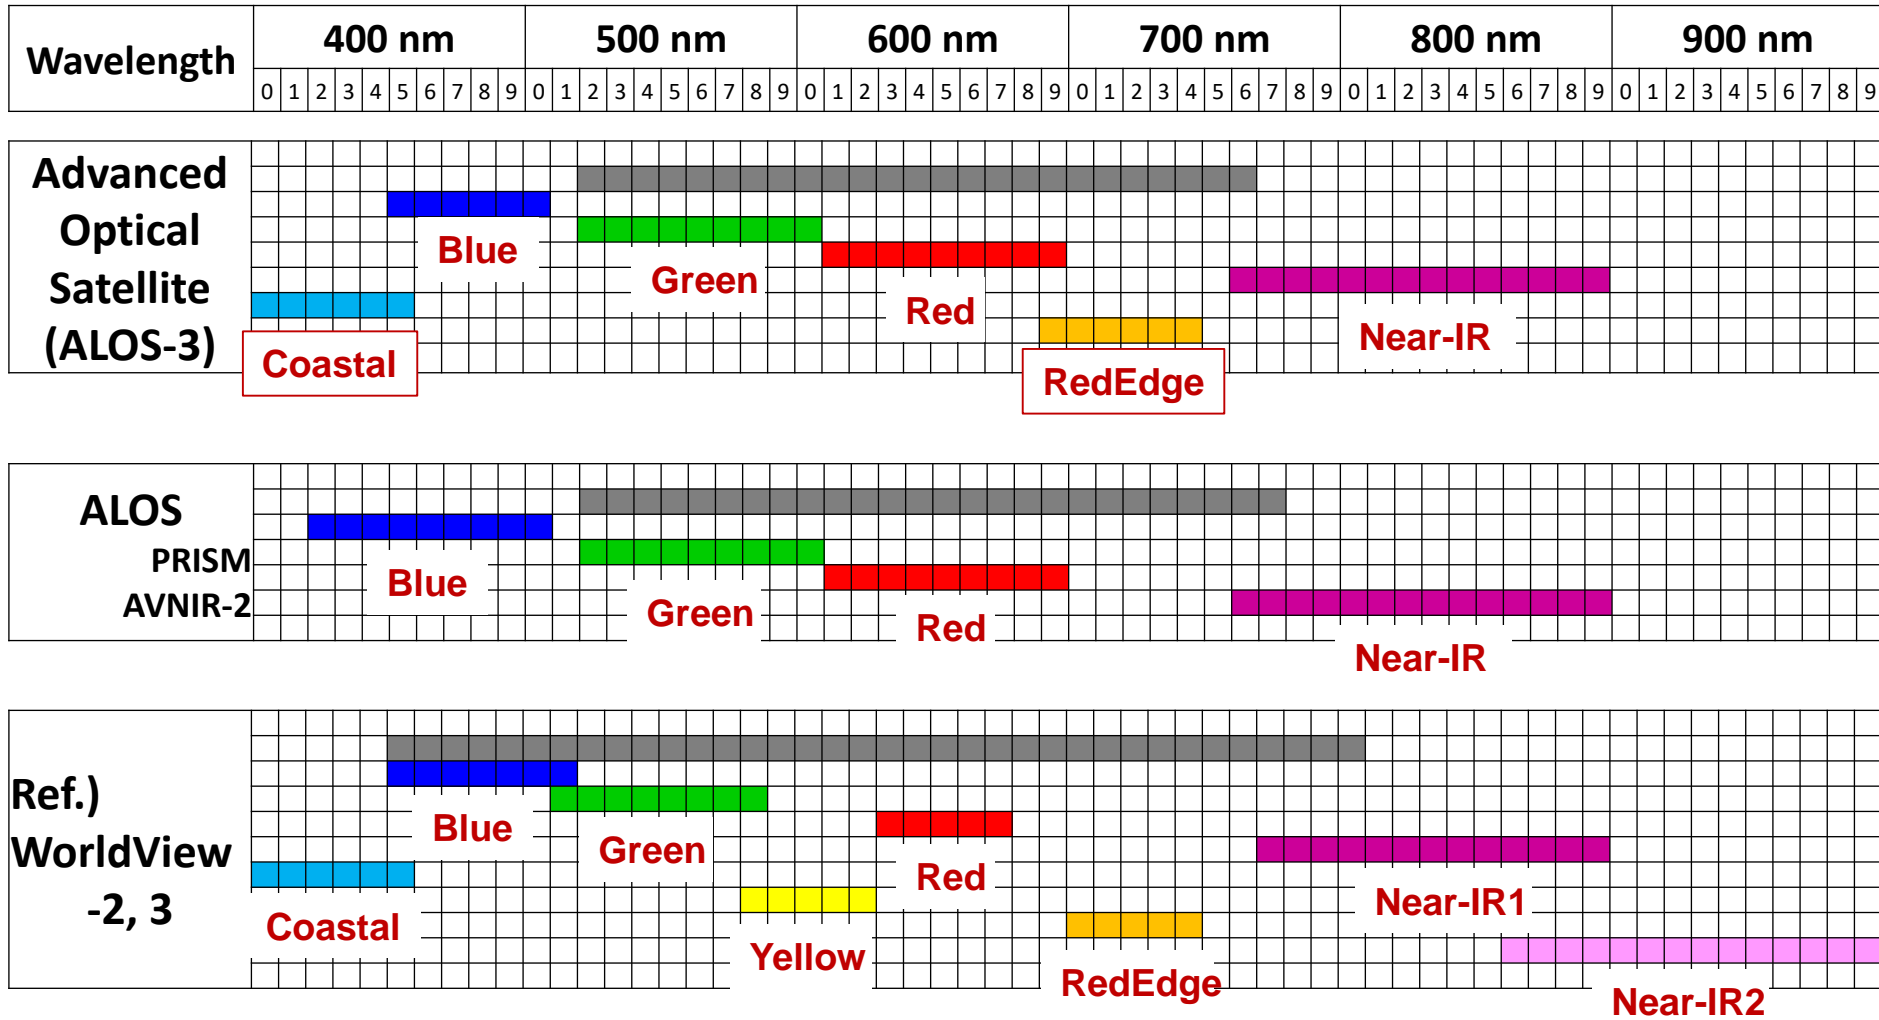 Wavelength
400 nm 500 nm 600 nm 700 nm 800 nm 900 nm
0 1 2 3 4 5 6 7 8 9 0 1 2 3 4 5 6 7 8 9 0 1 2 3 4 5 6 7 8 9 0 1 2 3 4 5 6 7 8 9 0 1 2 3 4 5 6 7 8 9 0 1 2 3 4 5 6 7 8 9
Advanced
Optical
Satellite
(ALOS-3)
Blue
Green
Red
Near-IR
Coastal
RedEdge
ALOS
PRISM
AVNIR-2
Blue
Green
Red
Near-IR
Ref.)
WorldView
-2, 3
Blue
Green
Red
Near-IR1
Coastal
Yellow
RedEdge
Near-IR2